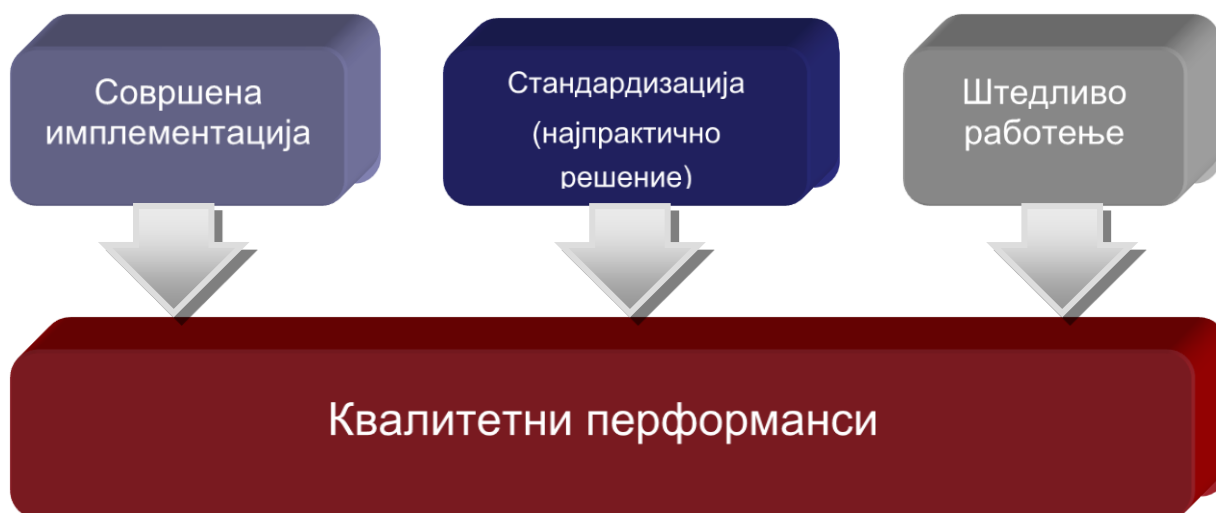 Совршена
имплементација
Стандардизација
(најпрактично
решение)
Штедливо
работење
Квалитетни перформанси